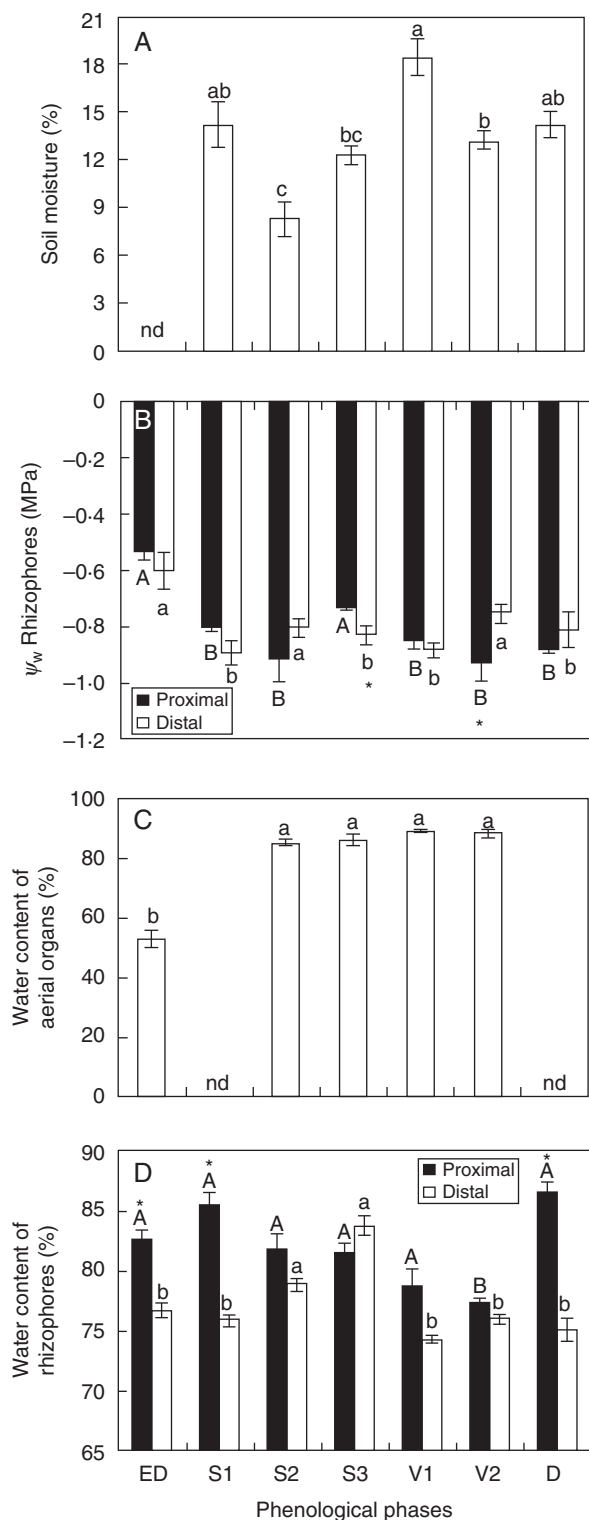 21
18
15
12
9
6
3
0
Soil moisture (%)
A
nd
ab
c
bc
a
b
ab
0
−0·2
−0·4
−0·6
−0·8
−1·0
−1·2
ψw Rhizophores (MPa)
B
A
a
B
b
B
a
A
b
*
B
b
B
*
a
B
b
Proximal
Distal
100
80
60
40
20
0
Water content of
aerial organs (%)
C
b
nd
a
a
a
a
nd
90
85
80
75
70
65
Water content of
rhizophores (%)
D
Proximal
Distal
*
A
b
*
A
b
A
a
A
a
A
b
B
b
*
A
b
ED S1 S2 S3 V1 V2 D
Phenological phases